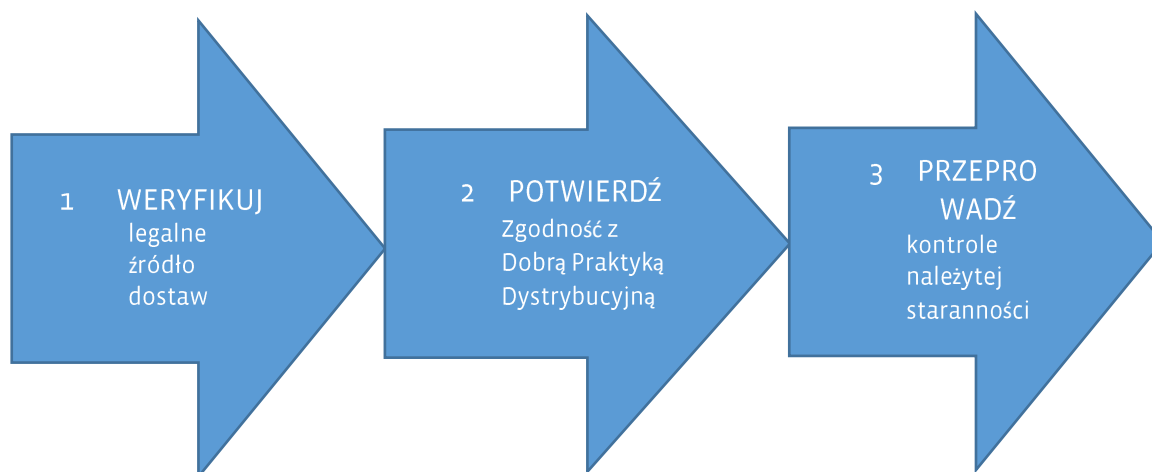 1 WERYFIKUJ
legalne
źródło
dostaw
2 POTWIERDŹ
Zgodność z
Dobrą Praktyką
Dystrybucyjną
3 PRZEPRO
WADŹ
kontrole
należytej
staranności